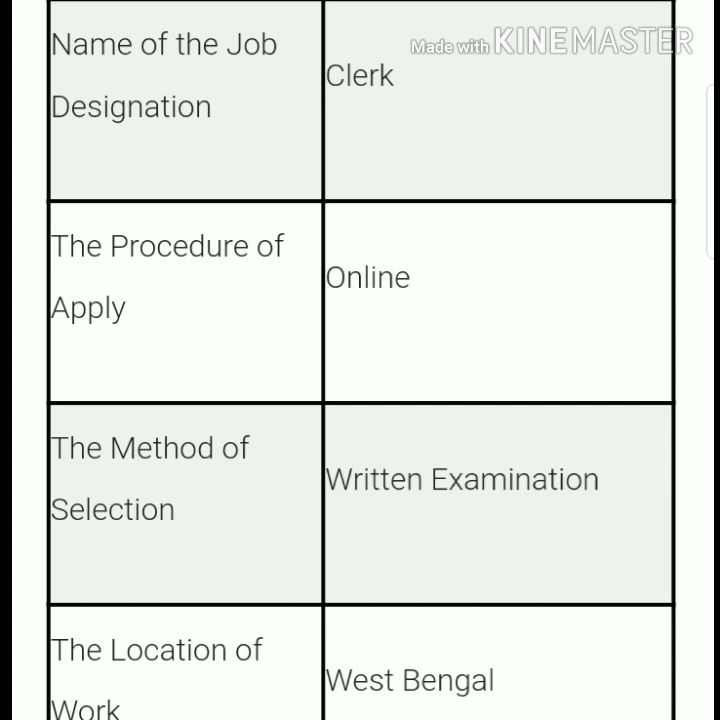 Made with KINEMASTER
Name of the Job
Designation
Clerk
The Procedure of
Apply
Online
The Method of
Selection
Written Examination
The Location of
Work
West Bengal